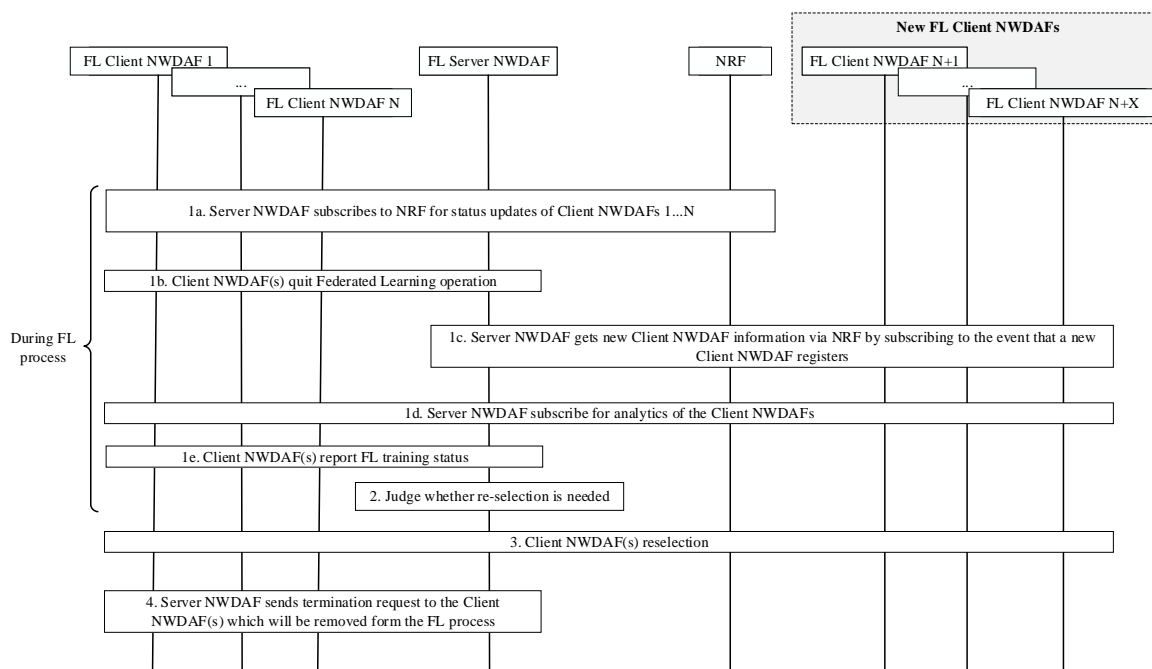 New FL Client NWDAFs
FL Client NWDAF 1
FL Server NWDAF
NRF
FL Client NWDAF N+1
...
...
FL Client NWDAF N
FL Client NWDAF N+X
1a. Server NWDAF subscribes to NRF for status updates of Client NWDAFs 1...N
1b. Client NWDAF(s) quit Federated Learning operation
During FL
process
1c. Server NWDAF gets new Client NWDAF information via NRF by subscribing to the event that a new
Client NWDAF registers
1d. Server NWDAF subscribe for analytics of the Client NWDAFs
1e. Client NWDAF(s) report FL training status
2. Judge whether re-selection is needed
3. Client NWDAF(s) reselection
4. Server NWDAF sends termination request to the Client
NWDAF(s) which will be removed form the FL process